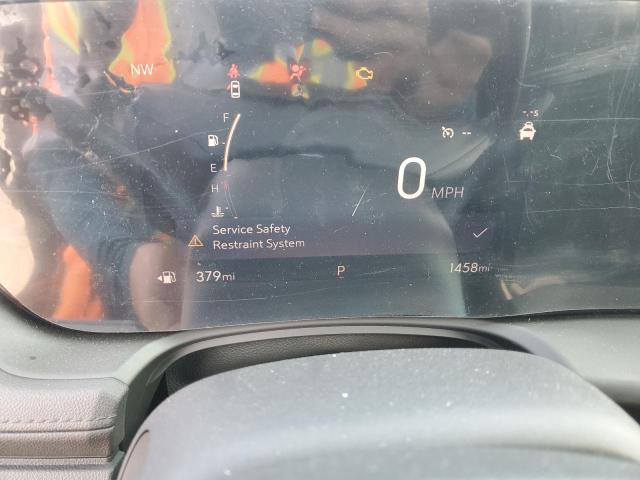 NW
F
E
H
--
0 MPH
Service Safety
Restraint System
379mi
P
1458mi